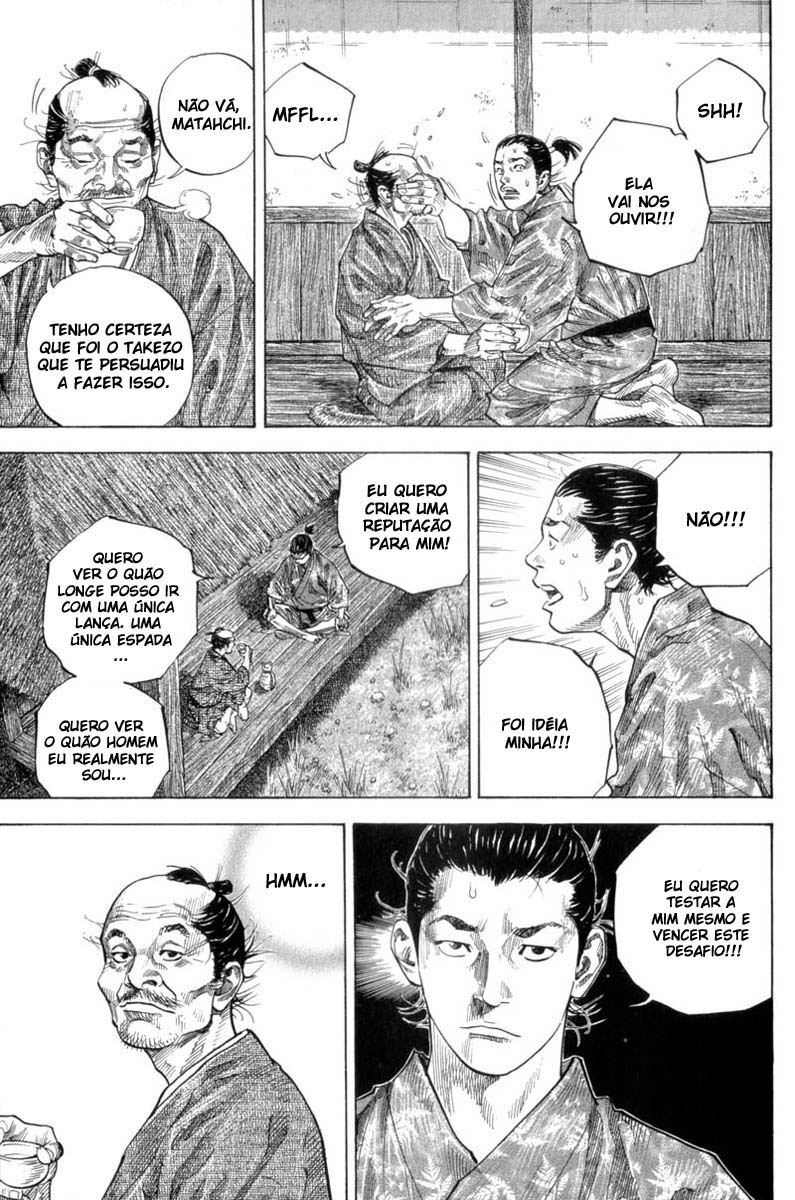 SHH!
ELA
VAI NOS
OUVIR!!!
MFFL...
NÃO VÁ,
MATAHCHI.
TENHO CERTEZA
QUE FOI O TAKEZO
QUE TE PERSUADIU
A FAZER ISSO.
NÃO!!!
FOI IDÉIA
MINHA!!!
EU QUERO
CRIAR UMA
REPUTAÇÃO
PARA MIM!
QUERO
VER O QUÃO
LONGE POSSO IR
COM UMA ÚNICA
LANÇA. UMA
ÚNICA ESPADA
...
QUERO VER
O QUÃO HOMEM
EU REALMENTE
SOU...
EU QUERO
TESTAR A
MIM MESMO E
VENCER ESTE
DESAFIO!!!
HMM...